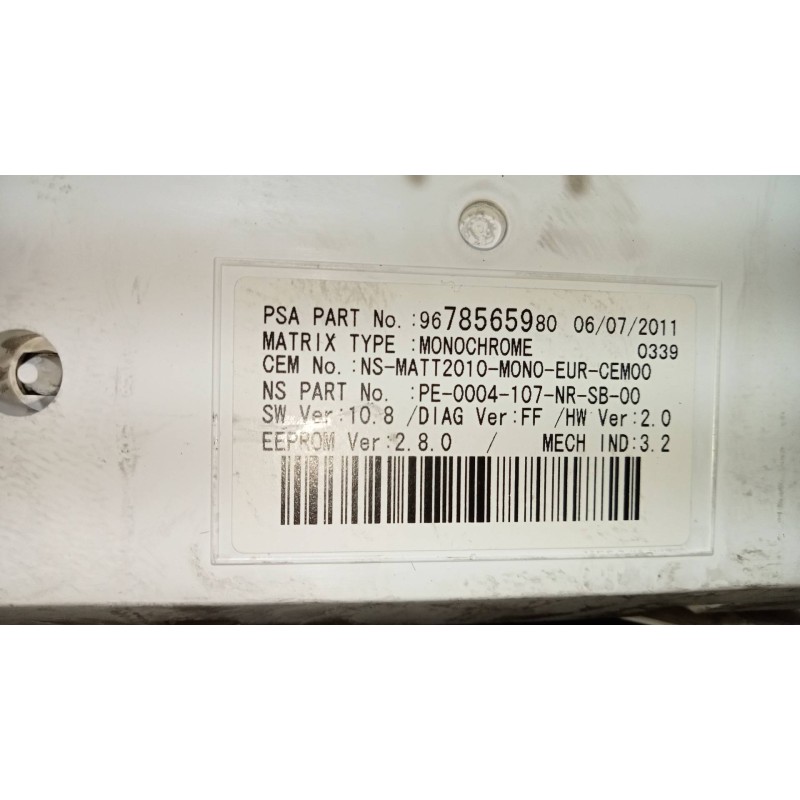 PSA PART No.:9678565980 06/07/2011
MATRIX TYPE :MONOCHROME 0339
CEM No.:NS-MATT2010-MONO-EUR-CEM00
NS PART No. :PE-0004-107-NR-SB-00
SW Ver:10.8 /DIAG Ver:FF /HW Ver:2.0
EEPROM Ver:2.8.0 / MECH IND:3.2